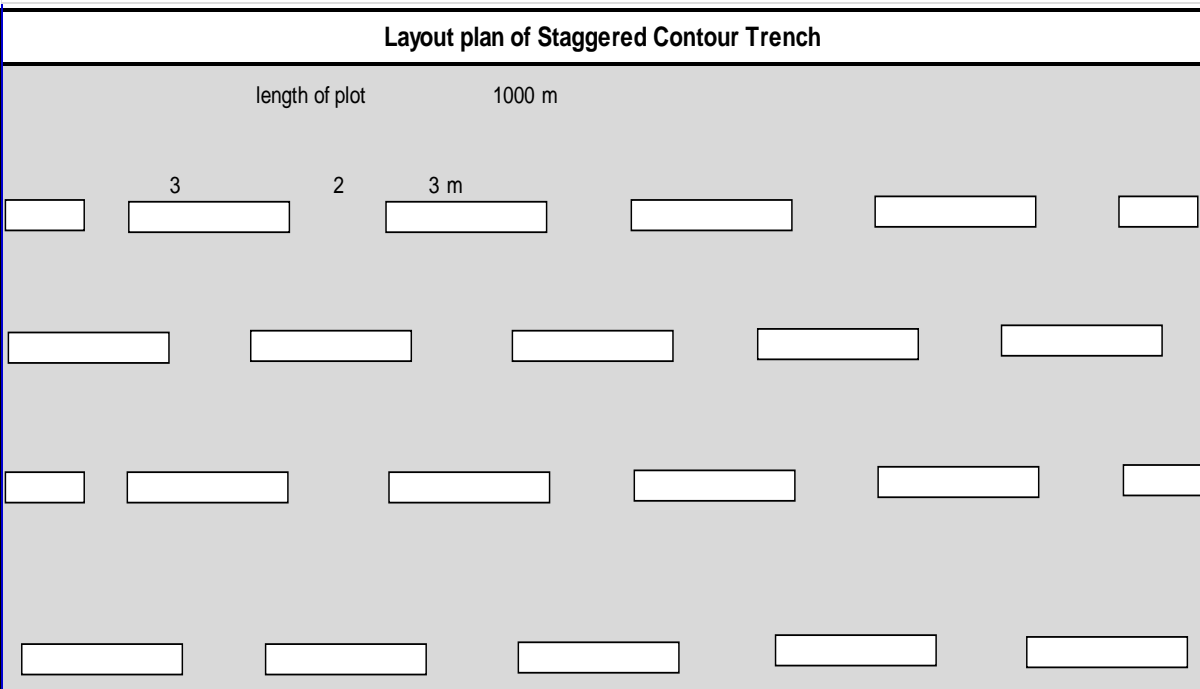 Layout plan of Staggered Contour Trench
length of plot 1000 m
3 2 3 m